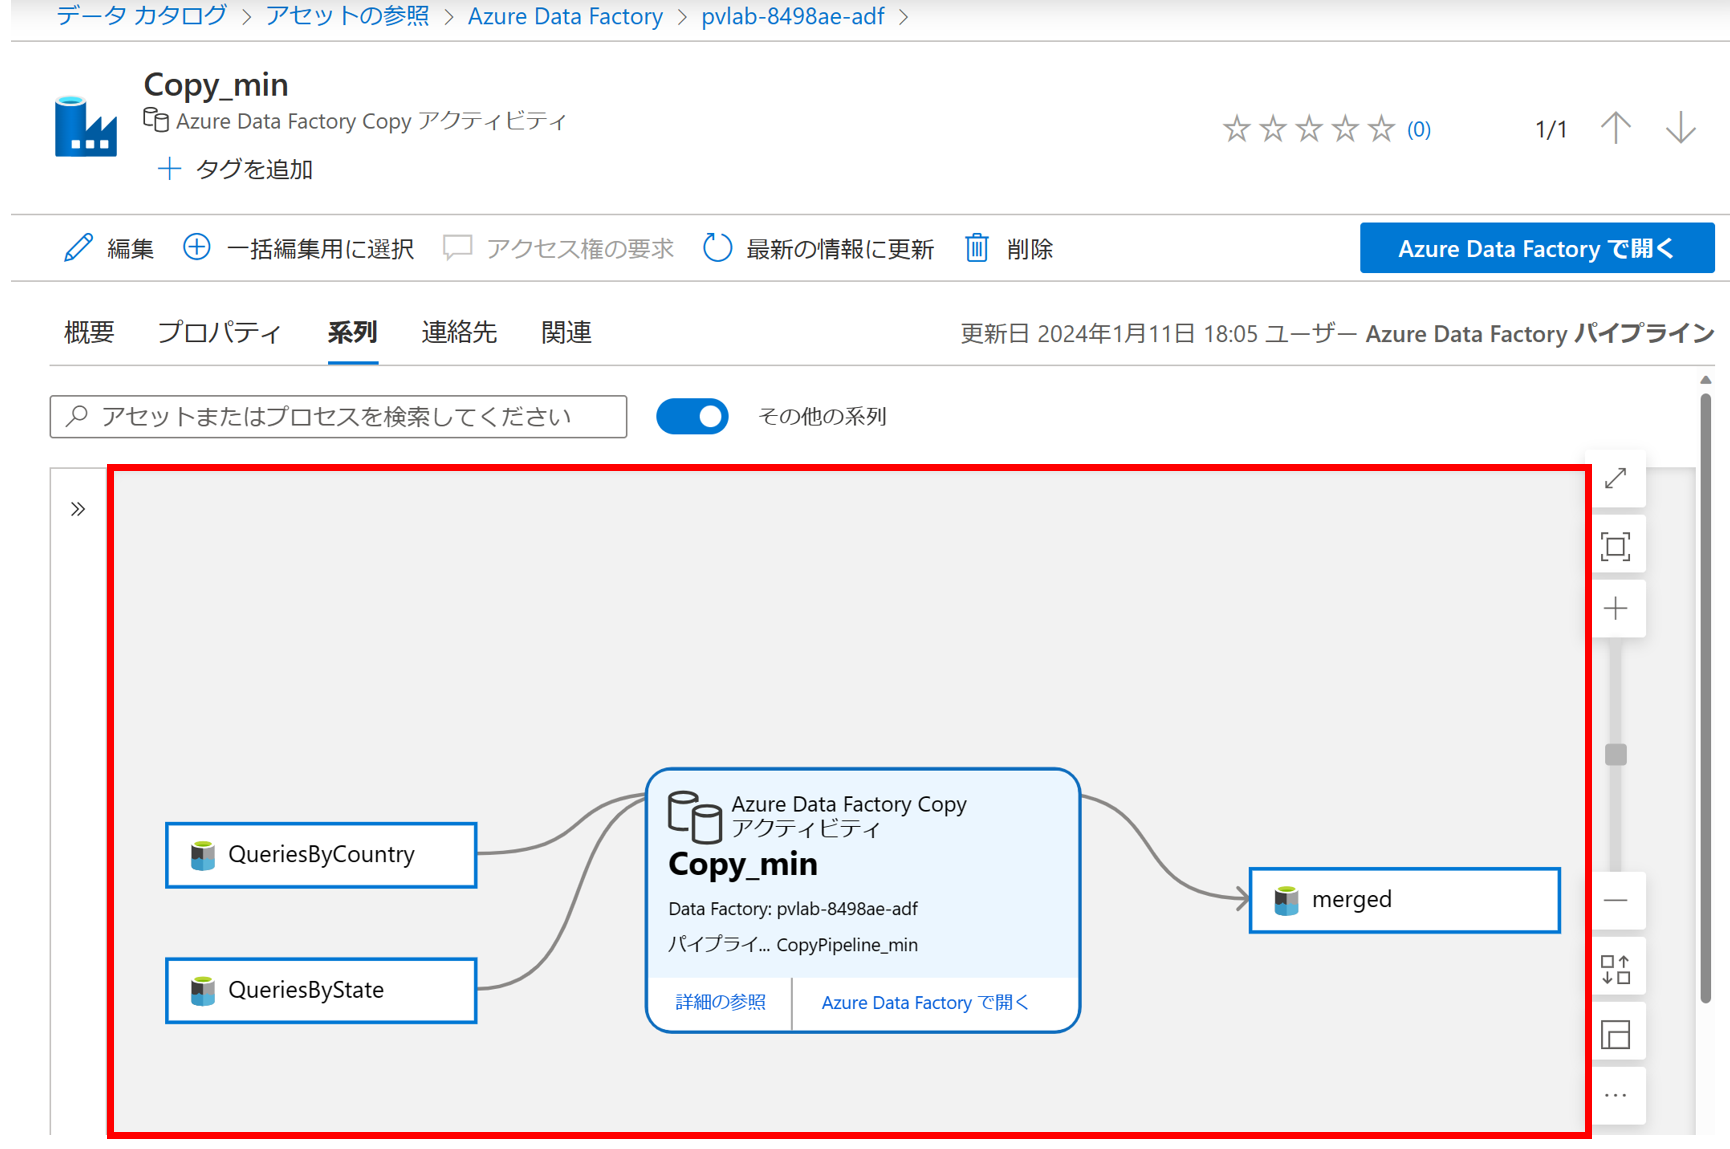 データ カタログ > アセットの参照 > Azure Data Factory > pvlab-8498ae-adf >
Copy_min
Azure Data Factory Copy アクティビティ
タグを追加
(0)
1/1
編集
一括編集用に選択
アクセス権の要求
最新の情報に更新
削除
Azure Data Factory で開く
概要
プロパティ
系列
連絡先
関連
更新日 2024年1月11日 18:05 ユーザー Azure Data Factory パイプライン
アセットまたはプロセスを検索してください
その他の系列
QueriesByCountry
QueriesByState
Azure Data Factory Copy
アクティビティ
Copy_min
Data Factory: pvlab-8498ae-adf
パイプライ... CopyPipeline_min
詳細の参照
Azure Data Factory で開く
merged